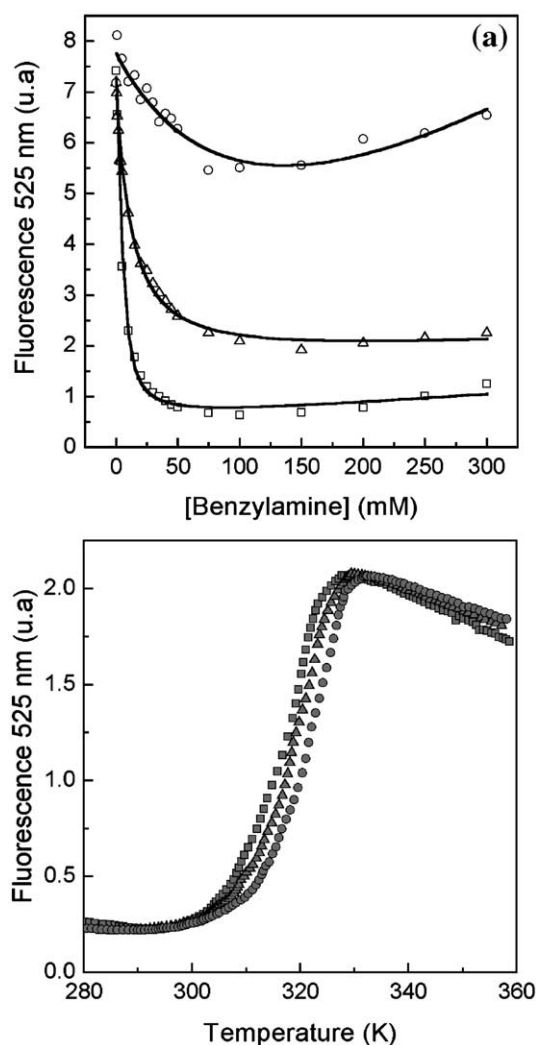 (a)
8
7
6
5
4
3
2
1
0
Fluorescence 525 nm (u.a)
0 50 100 150 200 250 300
[Benzylamine] (mM)
2.0
1.5
1.0
0.5
0.0
Fluorescence 525 nm (u.a)
280 300 320 340 360
Temperature (K)